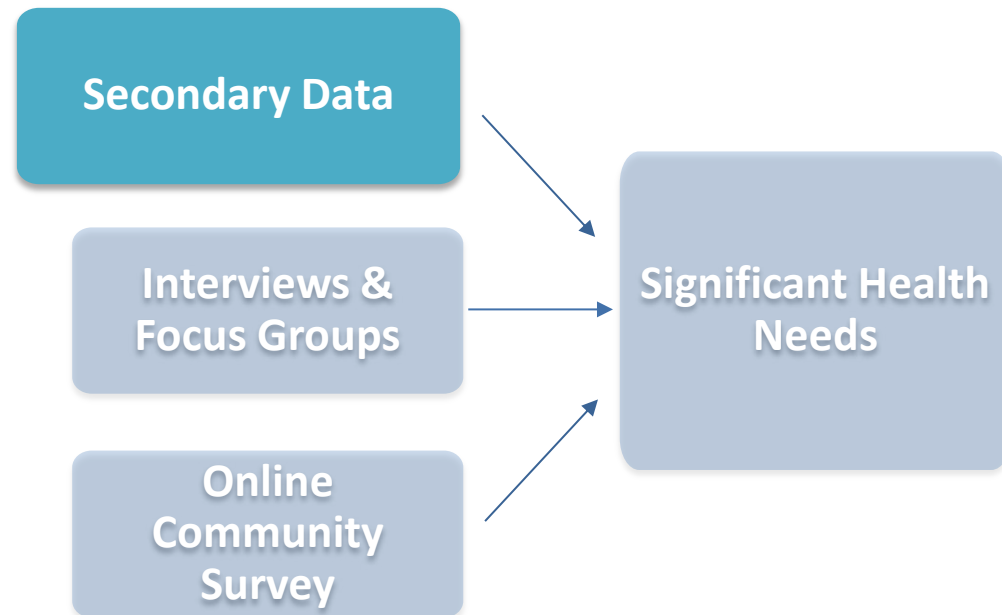 Secondary Data
Interviews &
Focus Groups
Significant Health
Needs
Online
Community
Survey